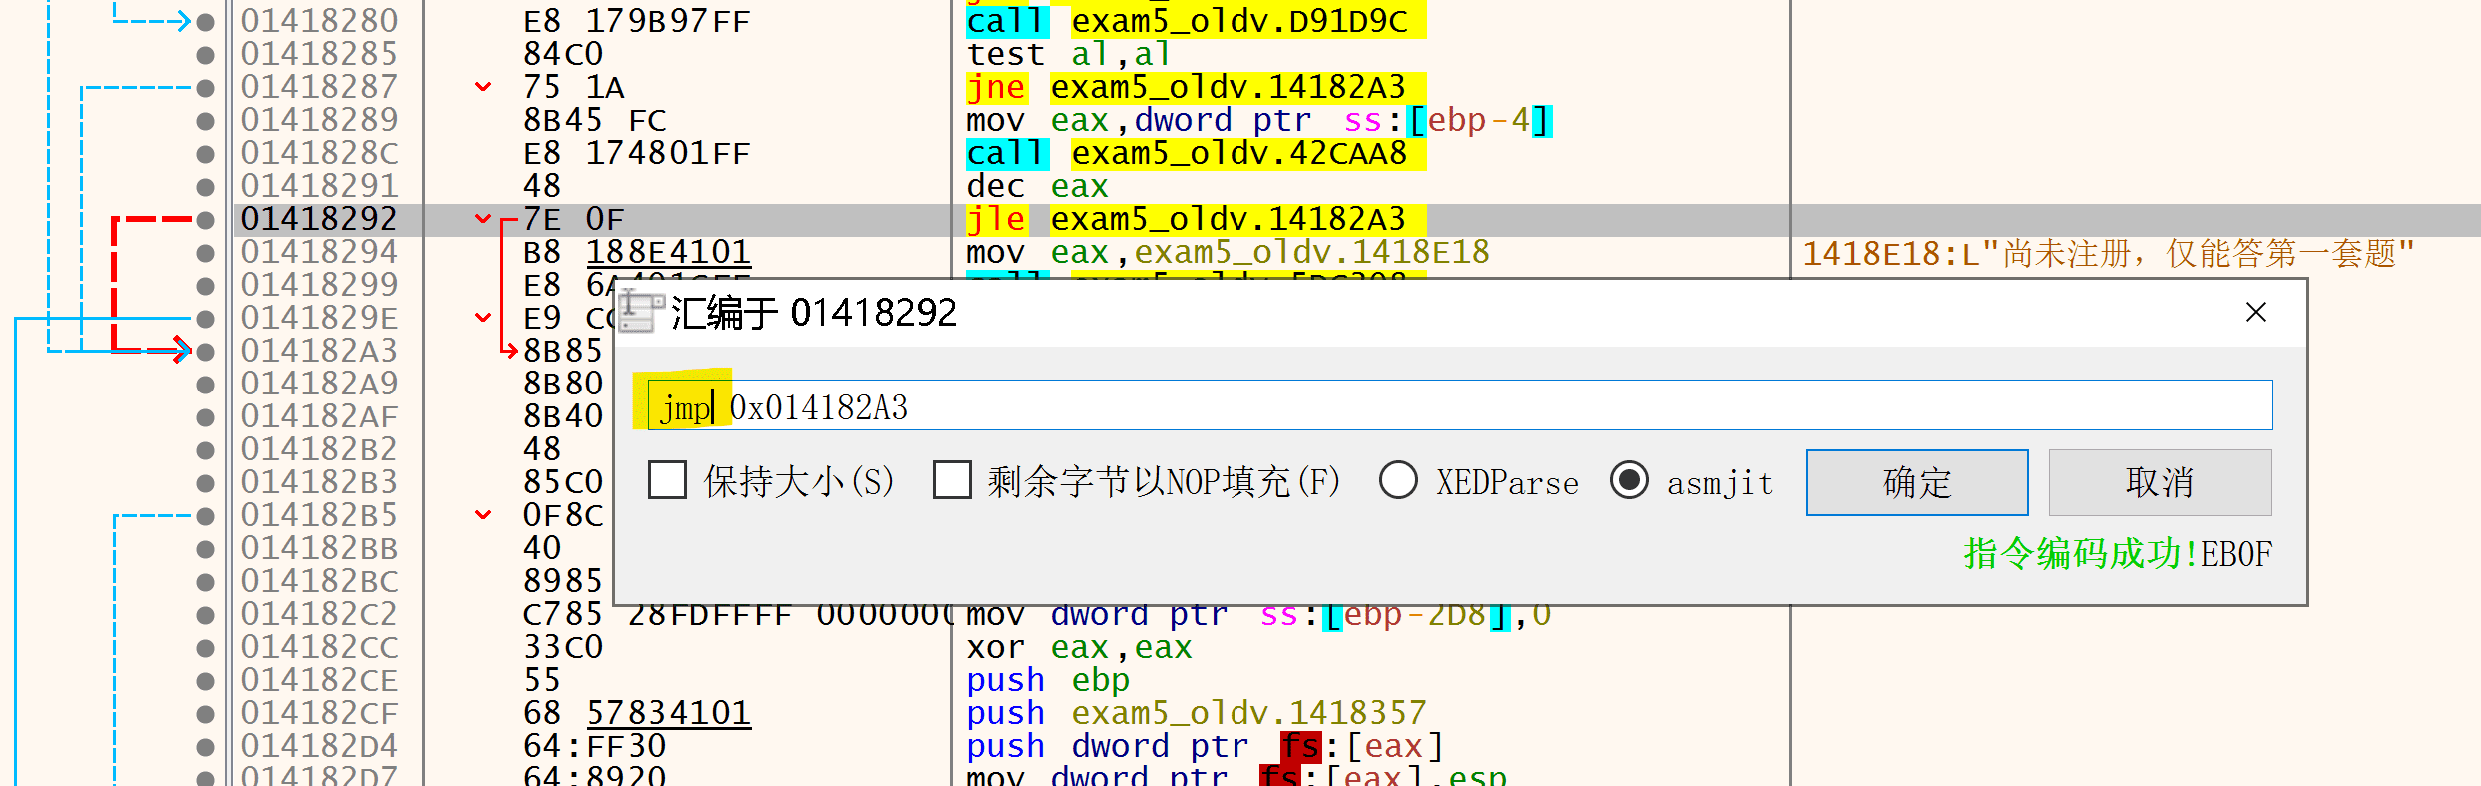 01418280 E8 179B97FF call exam5_oldv.D91D9C
01418285 84C0 test al,al
01418287 75 1A jne exam5_oldv.14182A3
01418289 8B45 FC mov eax,dword ptr ss:[ebp-4]
0141828C E8 174801FF call exam5_oldv.42CAA8
01418291 48 dec eax
01418292 7E 0F jle exam5_oldv.14182A3
01418294 B8 188E4101 mov eax,exam5_oldv.1418E18 1418E18:L"尚未注册，仅能答第一套题"
01418299 E8
0141829E E9
汇编于 01418292
014182A3 8B85
014182A9 8B80
jmp 0x014182A3
014182AF 8B40
014182B2 48
014182B3 85C0
保持大小(S) 剩余字节以NOP填充(F) XEDParse asmjit 确定 取消
014182B5 0F8C
014182BB 40
指令编码成功!EB0F
014182BC 8985
014182C2 C785 28FDFFFF 0000000 mov dword ptr ss:[ebp-2D8],0
014182CC 33C0 xor eax,eax
014182CE 55 push ebp
014182CF 68 57834101 push exam5_oldv.1418357
014182D4 64:FF30 push dword ptr fs:[eax]
014182D7 64:8920 mov dword ptr fs:[eax],esp